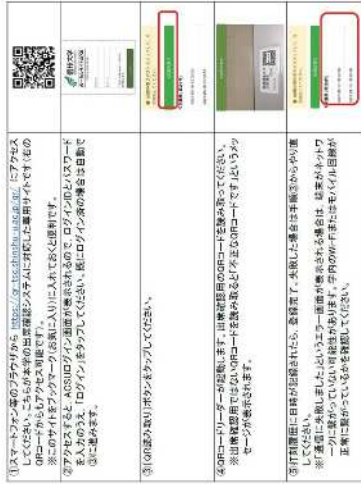 ①スマートフォン等のブラウザから https://qr-tsc.shinshu-u.ac.jp/qr/ にアクセス
してください。こちらが本学の出席確認システムに対応した専用サイトです(右の
QRコードからもアクセス可能です)。
※このサイトをブックマーク(お気に入り)に入れておくと便利です。
②アクセスすると、ACSUログイン画面が表示されるので、ログインIDとパスワード
を入力のうえ、「ログイン」をタップしてください。既にログイン済の場合は自動で
③に進みます。
信州大学
③「QR読み取り」ボタンをタップしてください。
④QRコードリーダーが起動します。出席確認用のQRコードを読み取ってください。
※出席確認用ではないQRコードを読み取ると「不正なQRコードです」というメッ
セージが表示されます。
⑤打刻履歴に日時が記録されたら、登録完了。失敗した場合は手順③からやり直
してください。
※「通信に失敗しました」というエラー画面が表示される場合は、端末がネットワ
ークに繋がっていない可能性があります。学内のWi-Fiまたはモバイル回線が
正常に繋がっているかを確認してください。